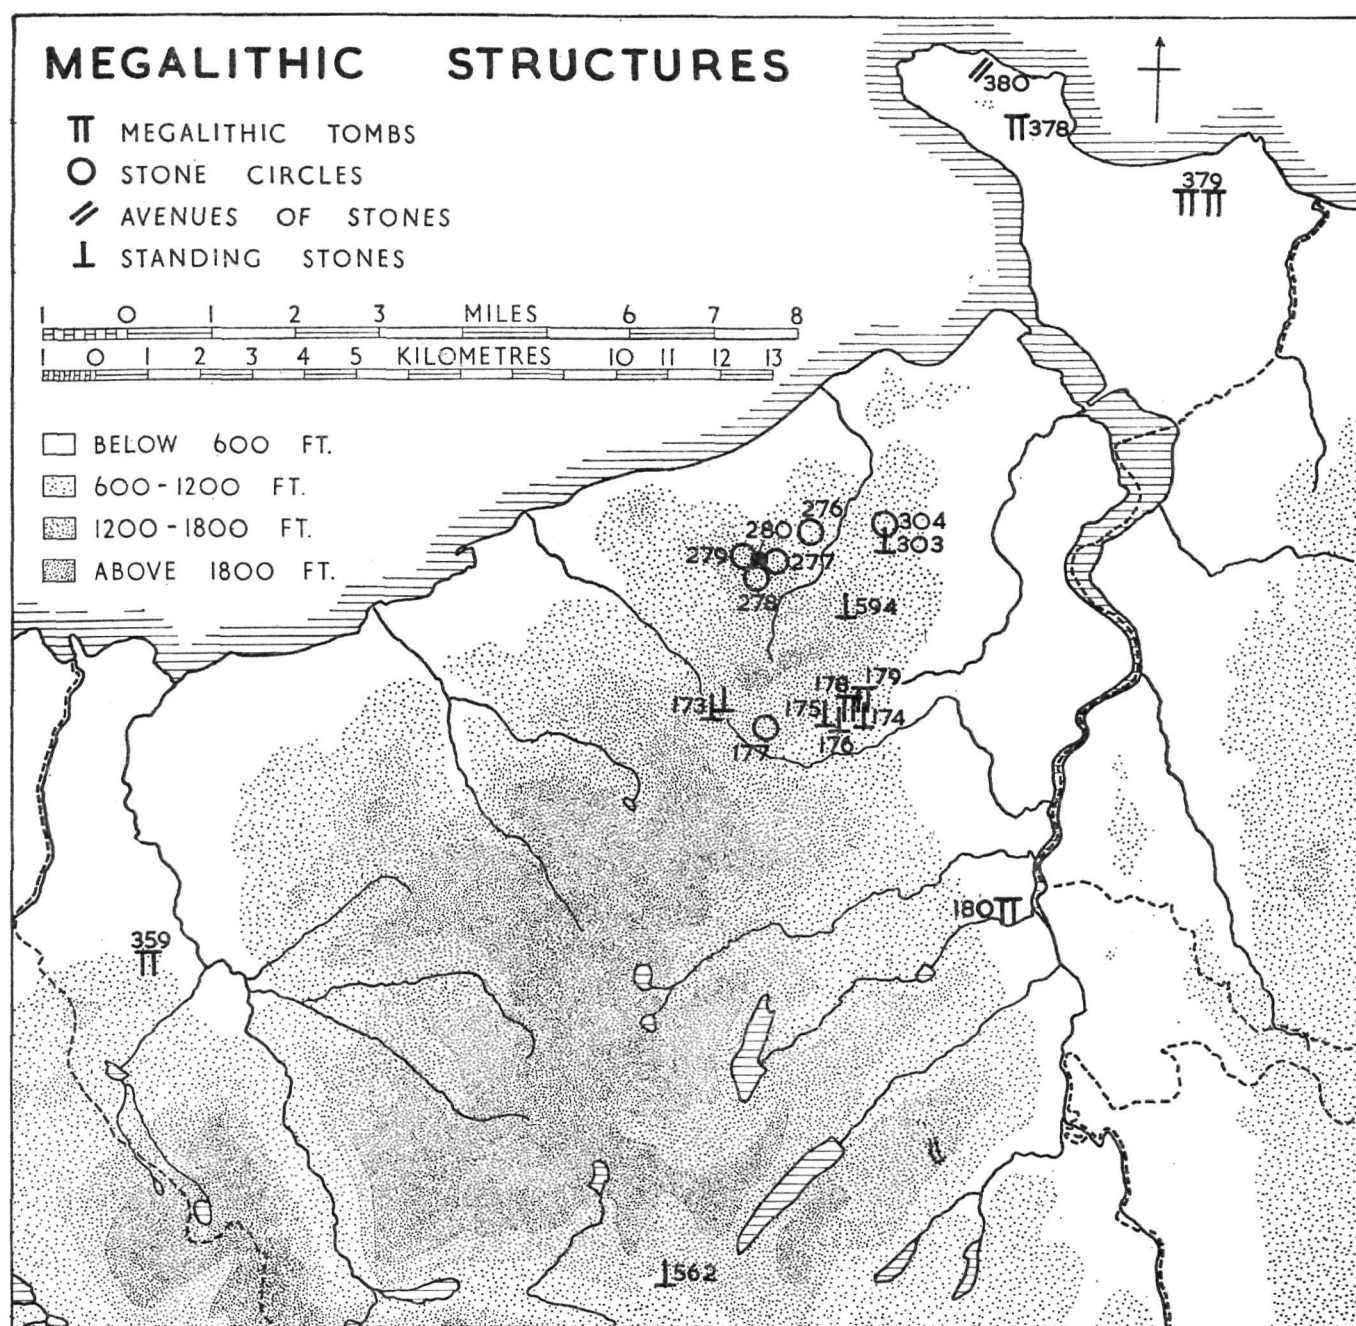 MEGALITHIC STRUCTURES
MEGALITHIC TOMBS
STONE CIRCLES
AVENUES OF STONES
STANDING STONES
1 0 1 2 3 MILES 6 7 8
1 0 1 2 3 4 5 KILOMETRES 10 11 12 13
BELOW 600 FT.
600-1200 FT.
1200-1800 FT.
ABOVE 1800 FT.
380
378
379
276
280
304
279
277
303
278
594
179
178
173
175
174
176
177
180
359
562